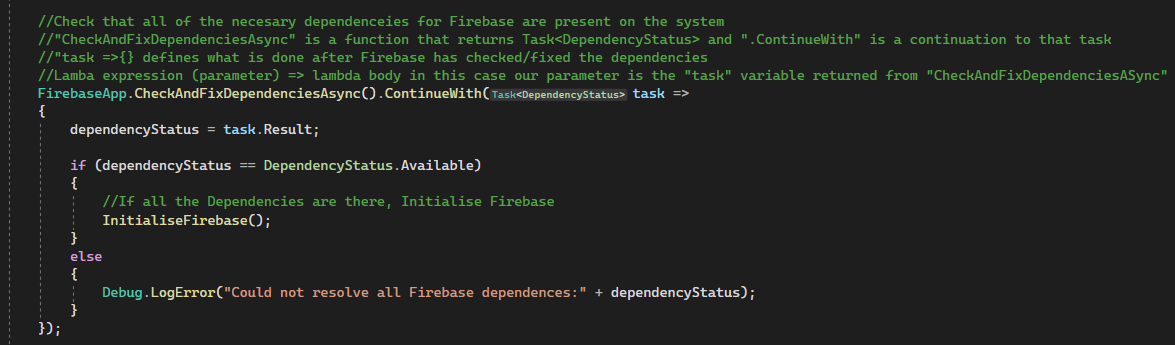 //Check that all of the necesary dependenceies for Firebase are present on the system
//"CheckAndFixDependenciesAsync" is a function that returns Task<DependencyStatus> and ".ContinueWith" is a continuation to that task
//"task =>{} defines what is done after Firebase has checked/fixed the dependencies
//Lamba expression (parameter) => lambda body in this case our parameter is the "task" variable returned from "CheckAndFixDependenciesASync"
FirebaseApp.CheckAndFixDependenciesAsync().ContinueWith(Task<DependencyStatus> task =>
{
dependencyStatus = task.Result;
if (dependencyStatus == DependencyStatus.Available)
{
//If all the Dependencies are there, Initialise Firebase
InitialiseFirebase();
}
else
{
Debug.LogError("Could not resolve all Firebase dependences:" + dependencyStatus);
}
});